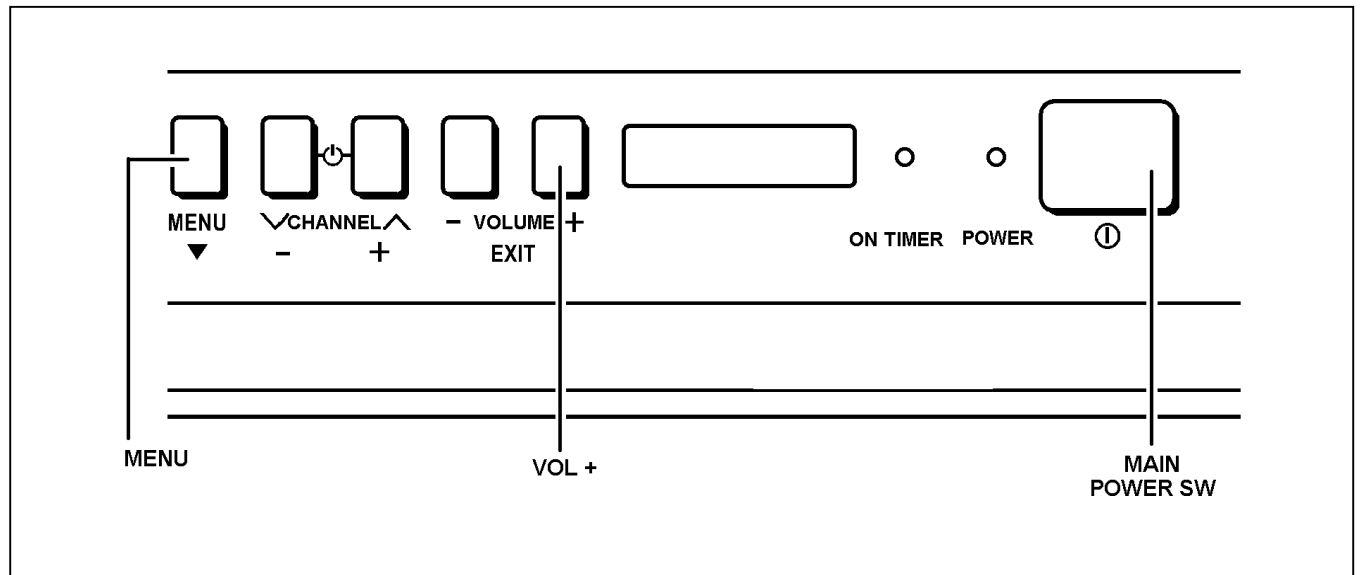 MENU ∨CHANNEL∧ - VOLUME +
▼ - + EXIT
ON TIMER POWER
MENU
VOL +
MAIN
POWER SW